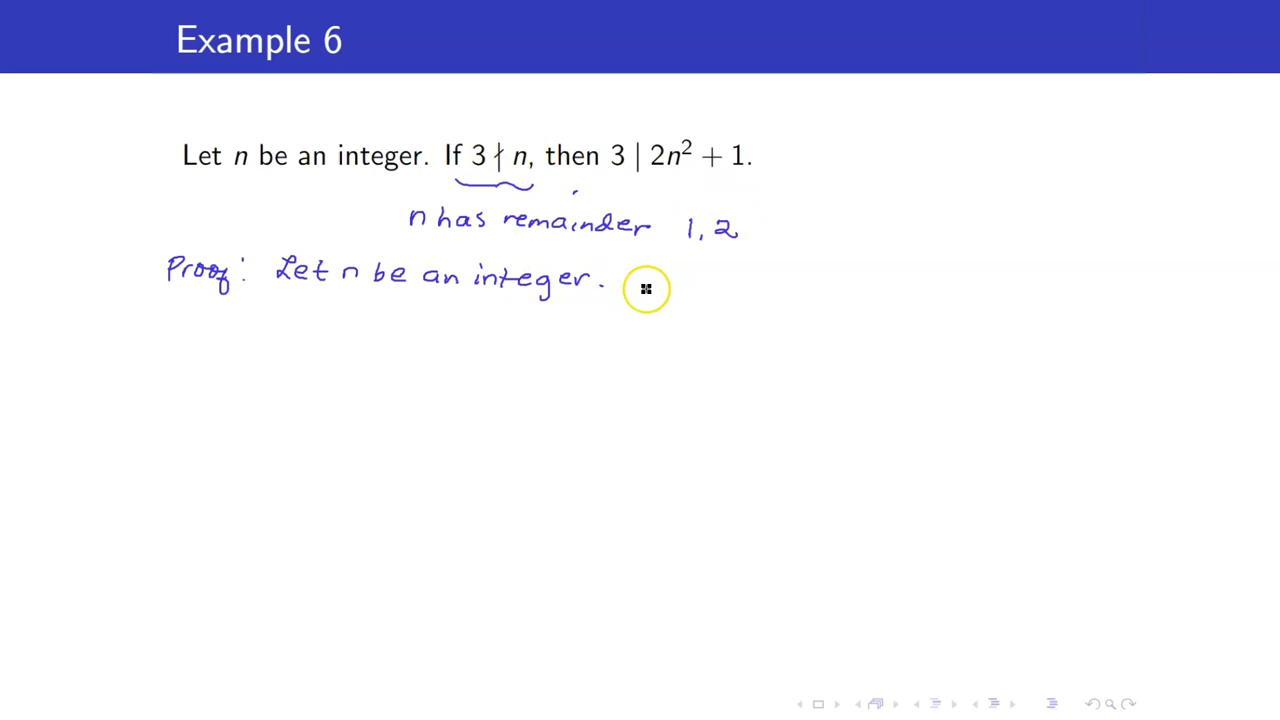 Example 6
Let n be an integer. If 3 ∤ n, then 3 | 2n² + 1.
n has remainder 1, 2
Proof: Let n be an integer.